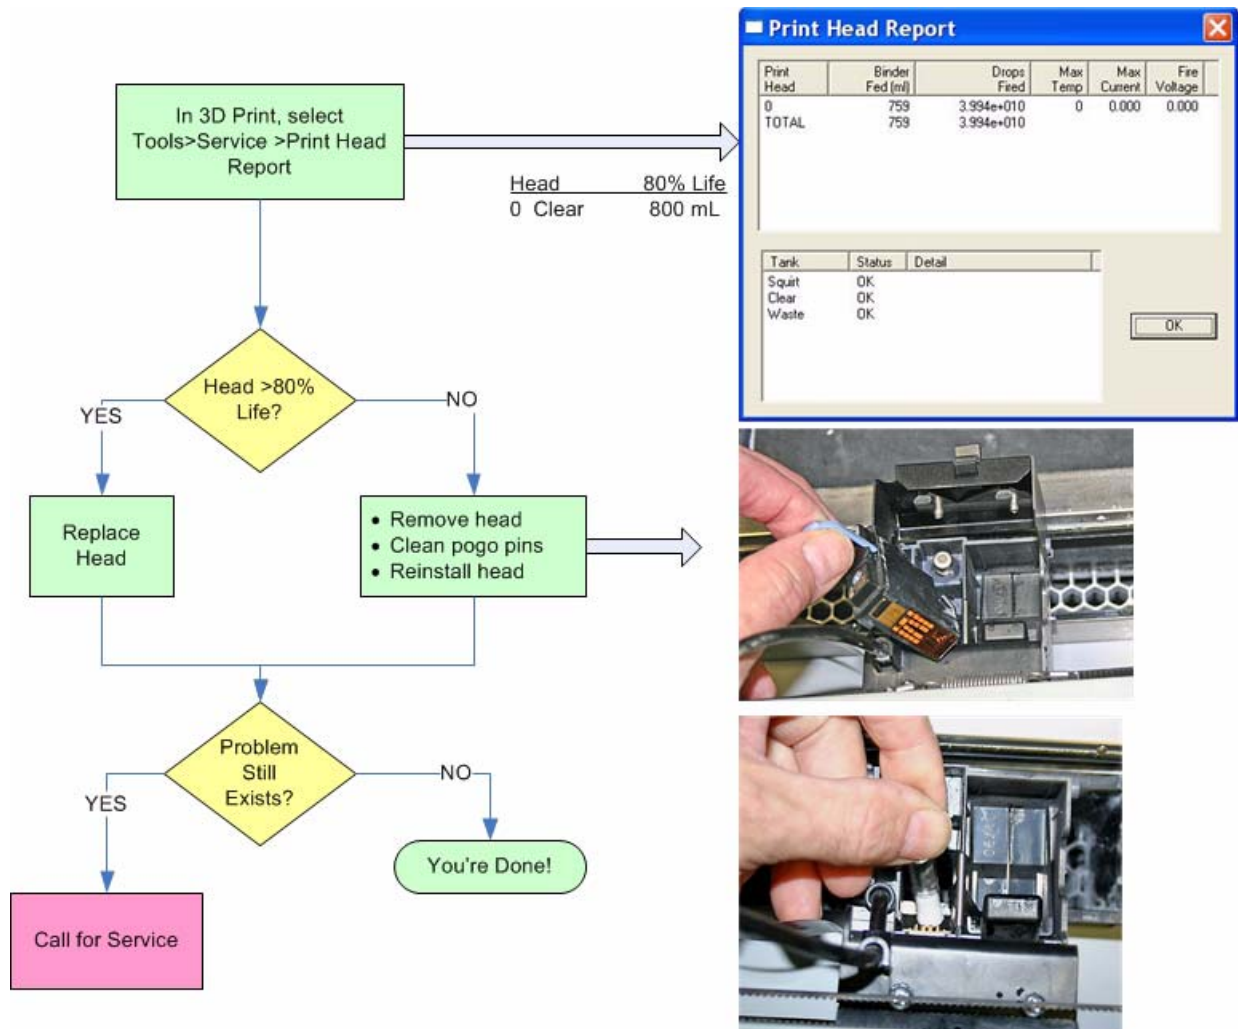 In 3D Print, select
Tools>Service >Print Head
Report
Head 80% Life
0 Clear 800 mL
Print Head Report
Print Head Binder Fed (ml) Drops Fired Max Temp Max Current Fire Voltage
0 759 3.994e+010 0 0.000 0.000
TOTAL 759 3.994e+010
Tank Status Detail
Squirt OK
Clear OK
Waste OK
OK
Head >80%
Life?
YES
NO
Replace
Head
• Remove head
• Clean pogo pins
• Reinstall head
Problem
Still
Exists?
YES
NO
You're Done!
Call for Service